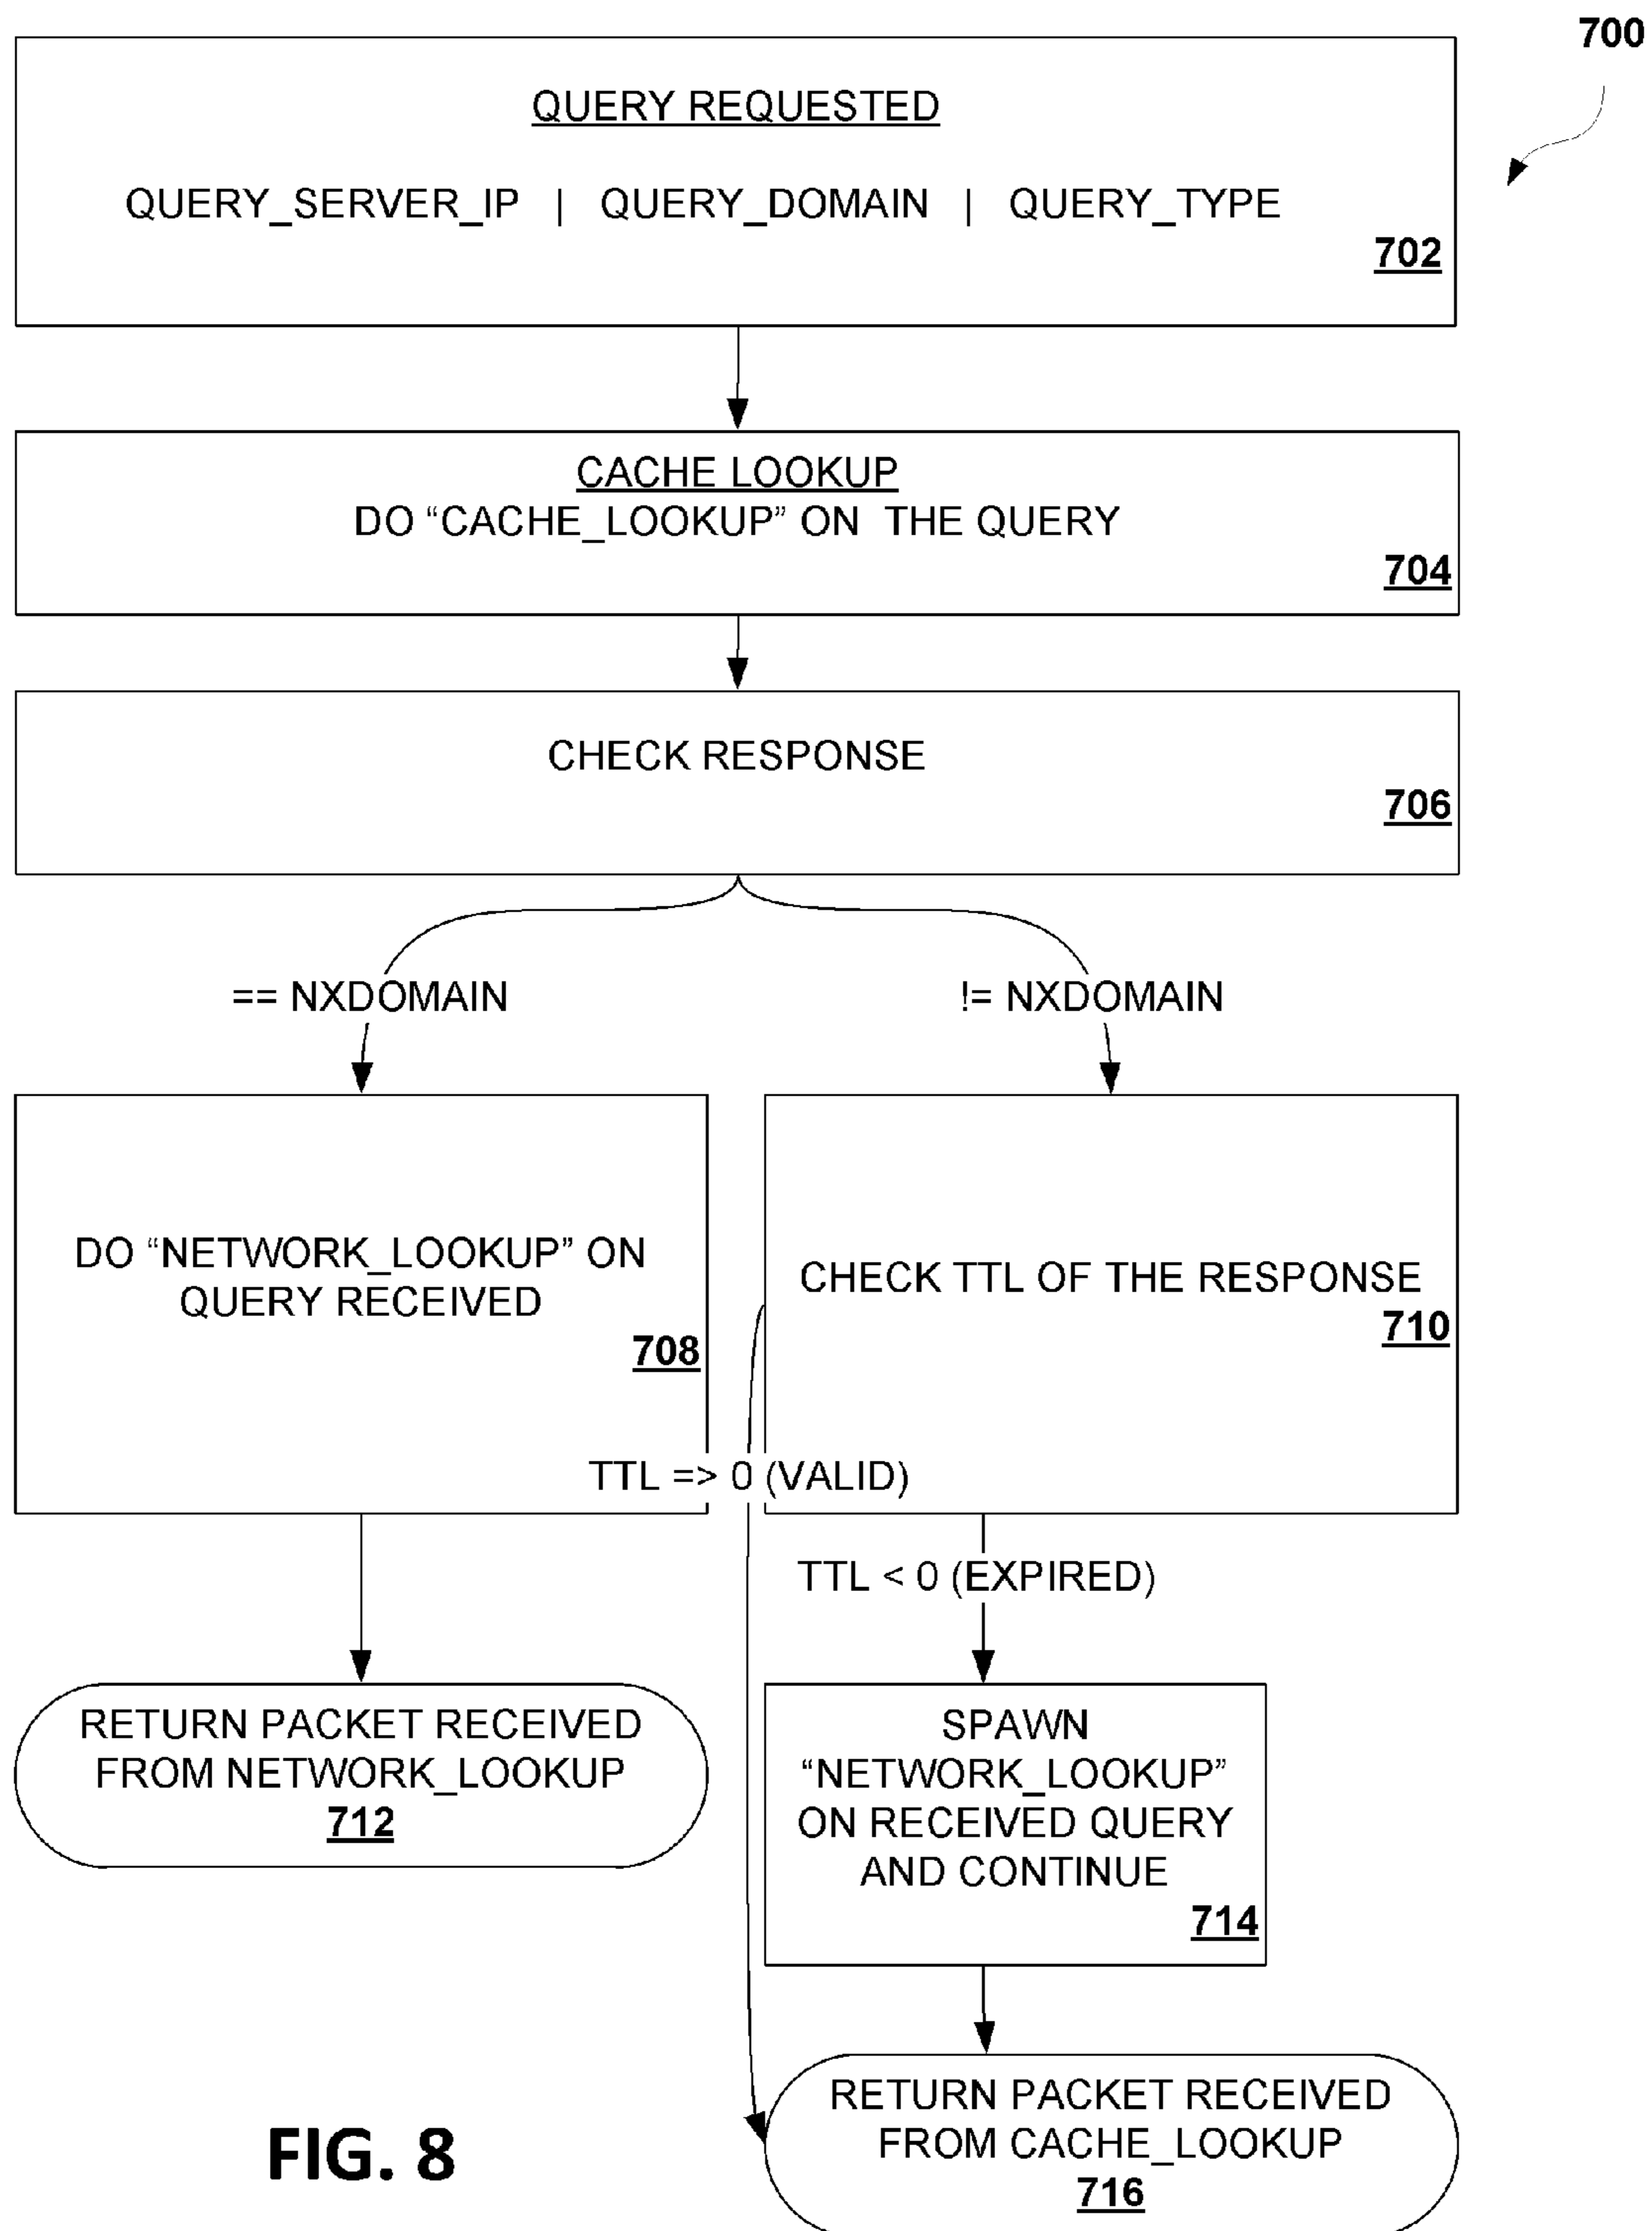 700
QUERY REQUESTED
QUERY_SERVER_IP | QUERY_DOMAIN | QUERY_TYPE
702
CACHE LOOKUP
DO “CACHE_LOOKUP” ON THE QUERY
704
CHECK RESPONSE
706
== NXDOMAIN
!= NXDOMAIN
DO “NETWORK_LOOKUP” ON
QUERY RECEIVED
708
CHECK TTL OF THE RESPONSE
710
TTL => 0 (VALID)
TTL < 0 (EXPIRED)
RETURN PACKET RECEIVED
FROM NETWORK_LOOKUP
712
SPAWN
“NETWORK_LOOKUP”
ON RECEIVED QUERY
AND CONTINUE
714
RETURN PACKET RECEIVED
FROM CACHE_LOOKUP
716
FIG. 8